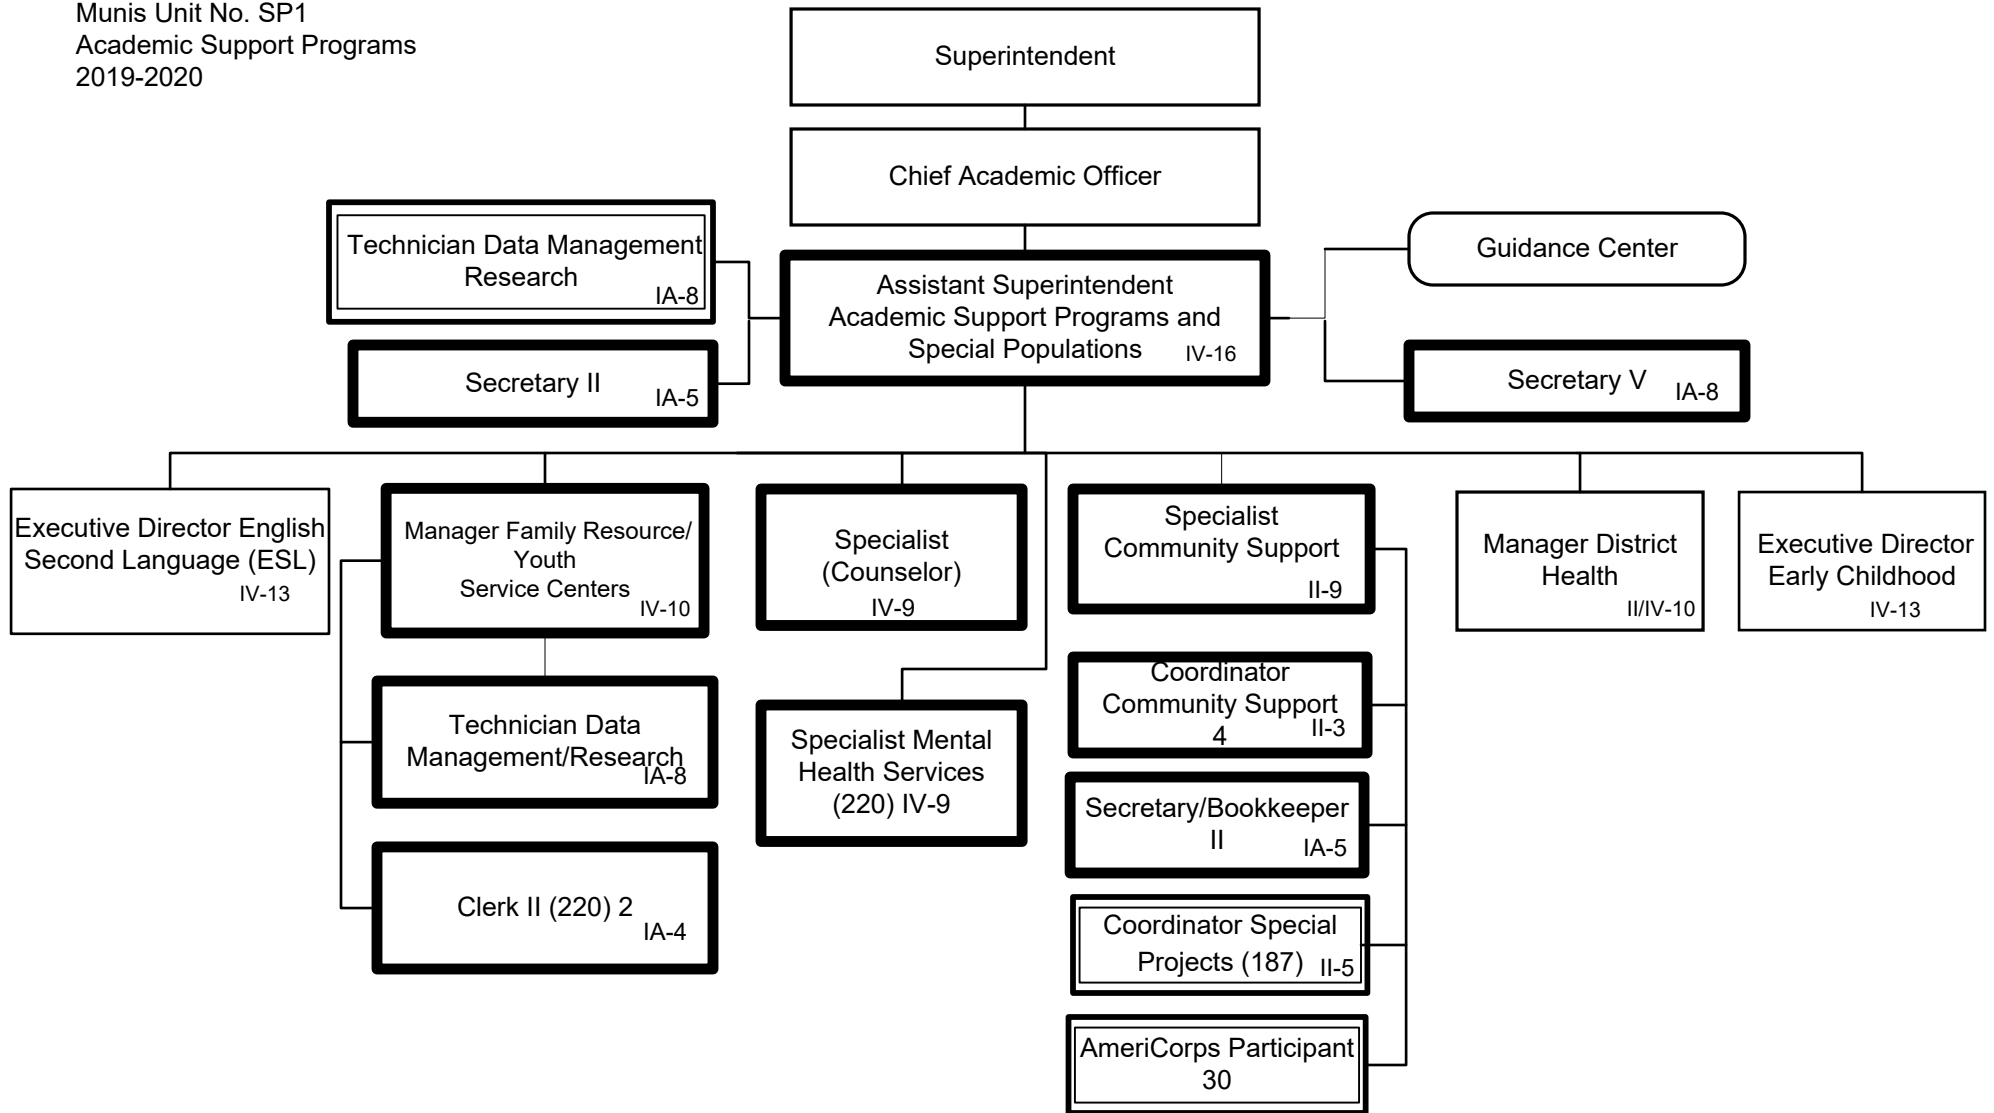 Munis Unit No. SP1
Academic Support Programs
2019-2020
Superintendent
Chief Academic Officer
Technician Data Management
Research
IA-8
Secretary II
IA-5
Assistant Superintendent
Academic Support Programs and
Special Populations
IV-16
Guidance Center
Secretary V
IA-8
Executive Director English
Second Language (ESL)
IV-13
Manager Family Resource/
Youth
Service Centers
IV-10
Technician Data
Management/Research
IA-8
Clerk II (220) 2
IA-4
Specialist
(Counselor)
IV-9
Specialist Mental
Health Services
(220) IV-9
Specialist
Community Support
II-9
Coordinator
Community Support
4
II-3
Secretary/Bookkeeper
II
IA-5
Coordinator Special
Projects (187)
II-5
AmeriCorps Participant
30
Manager District
Health
II/IV-10
Executive Director
Early Childhood
IV-13